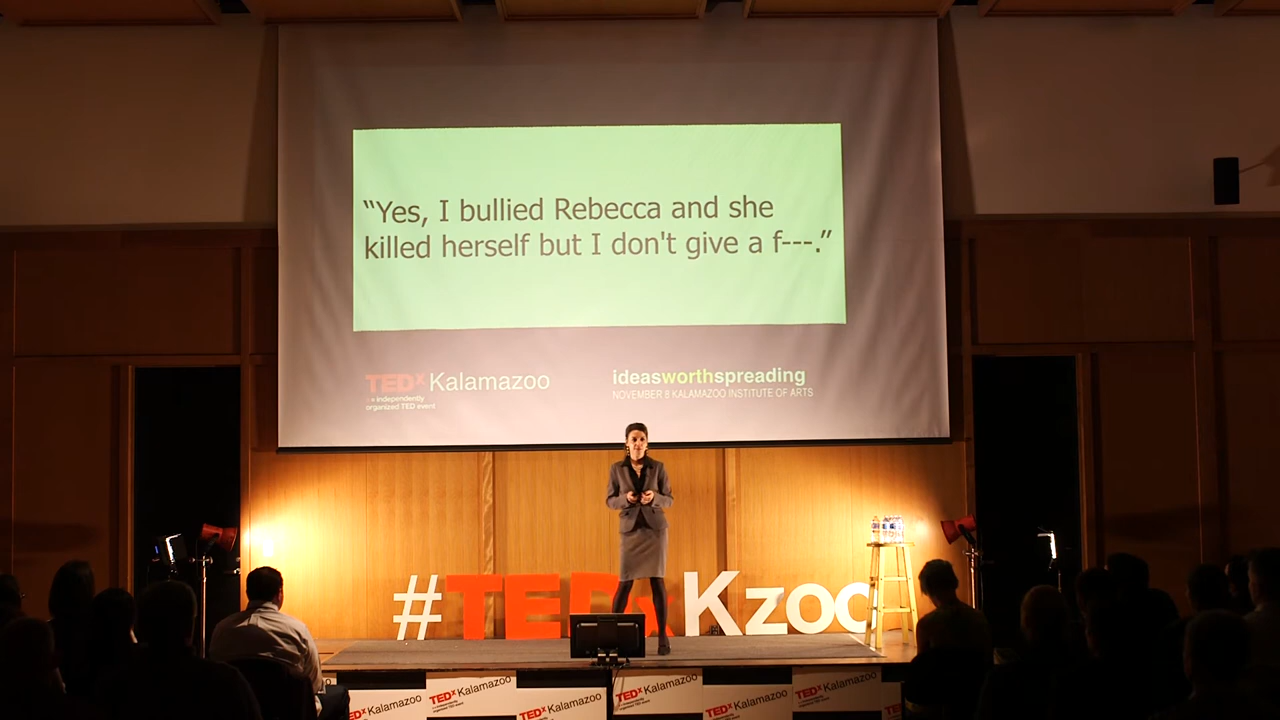 “Yes, I bullied Rebecca and she
killed herself but I don't give a f---.”
TEDx Kalamazoo
independently
organized TED event
ideasworthspreading
NOVEMBER 8 KALAMAZOO INSTITUTE OF ARTS
#TEDx Kzoo
TEDx Kalamazoo
TEDx Kalamazoo
TEDx Kalamazoo
TEDx Kalamazoo
TEDx Kalamazoo
TEDx Kalamazoo